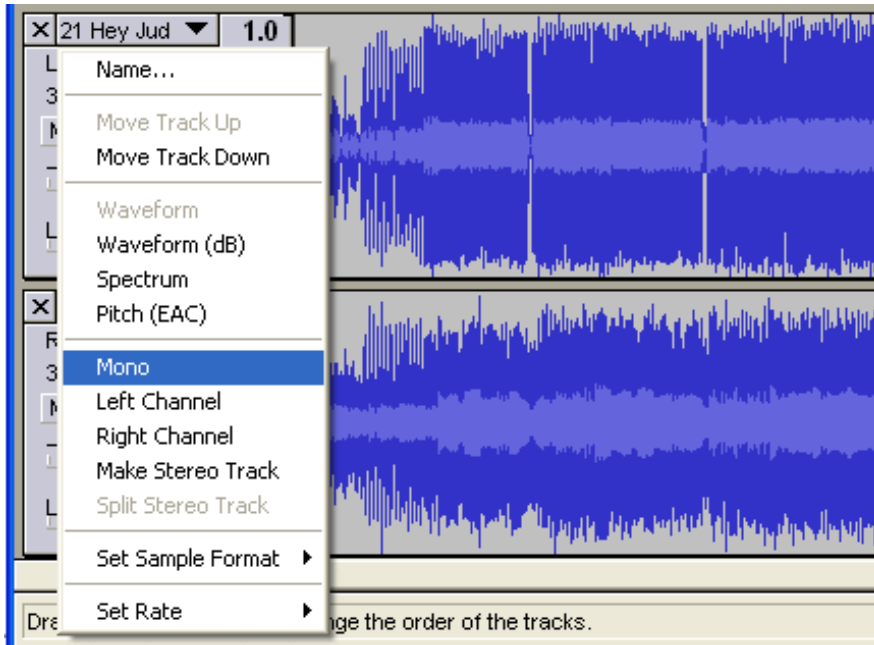 21 Hey Jud
1.0
L
Name...
3
Move Track Up
Move Track Down
Waveform
Waveform (dB)
L
Spectrum
Pitch (EAC)
R
Mono
3
Left Channel
Right Channel
Make Stereo Track
Split Stereo Track
L
Set Sample Format
Set Rate
Dra
nge the order of the tracks.